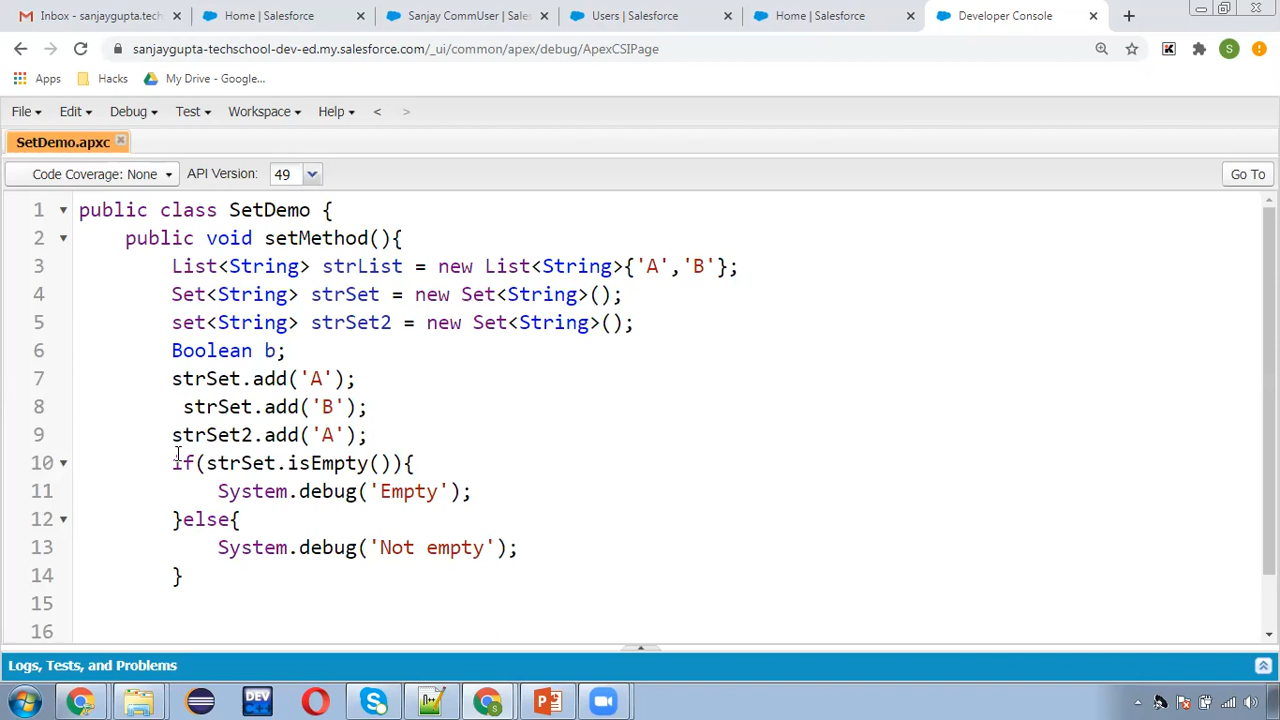 Inbox - sanjaygupta.tech
Home | Salesforce
Sanjay CommUser | Sales
Users | Salesforce
Home | Salesforce
Developer Console
sanjaygupta-techschool-dev-ed.my.salesforce.com/_ui/common/apex/debug/ApexCSIPage
S
Apps
Hacks
My Drive - Google...
File
Edit
Debug
Test
Workspace
Help
<
>
SetDemo.apxc
Code Coverage: None
API Version:
49
Go To
1 public class SetDemo {
2 public void setMethod(){
3 List<String> strList = new List<String>{'A','B'};
4 Set<String> strSet = new Set<String>();
5 set<String> strSet2 = new Set<String>();
6 Boolean b;
7 strSet.add('A');
8 strSet.add('B');
9 strSet2.add('A');
10 if(strSet.isEmpty()){
11 System.debug('Empty');
12 }else{
13 System.debug('Not empty');
14 }
15
16
Logs, Tests, and Problems
DEV
C++